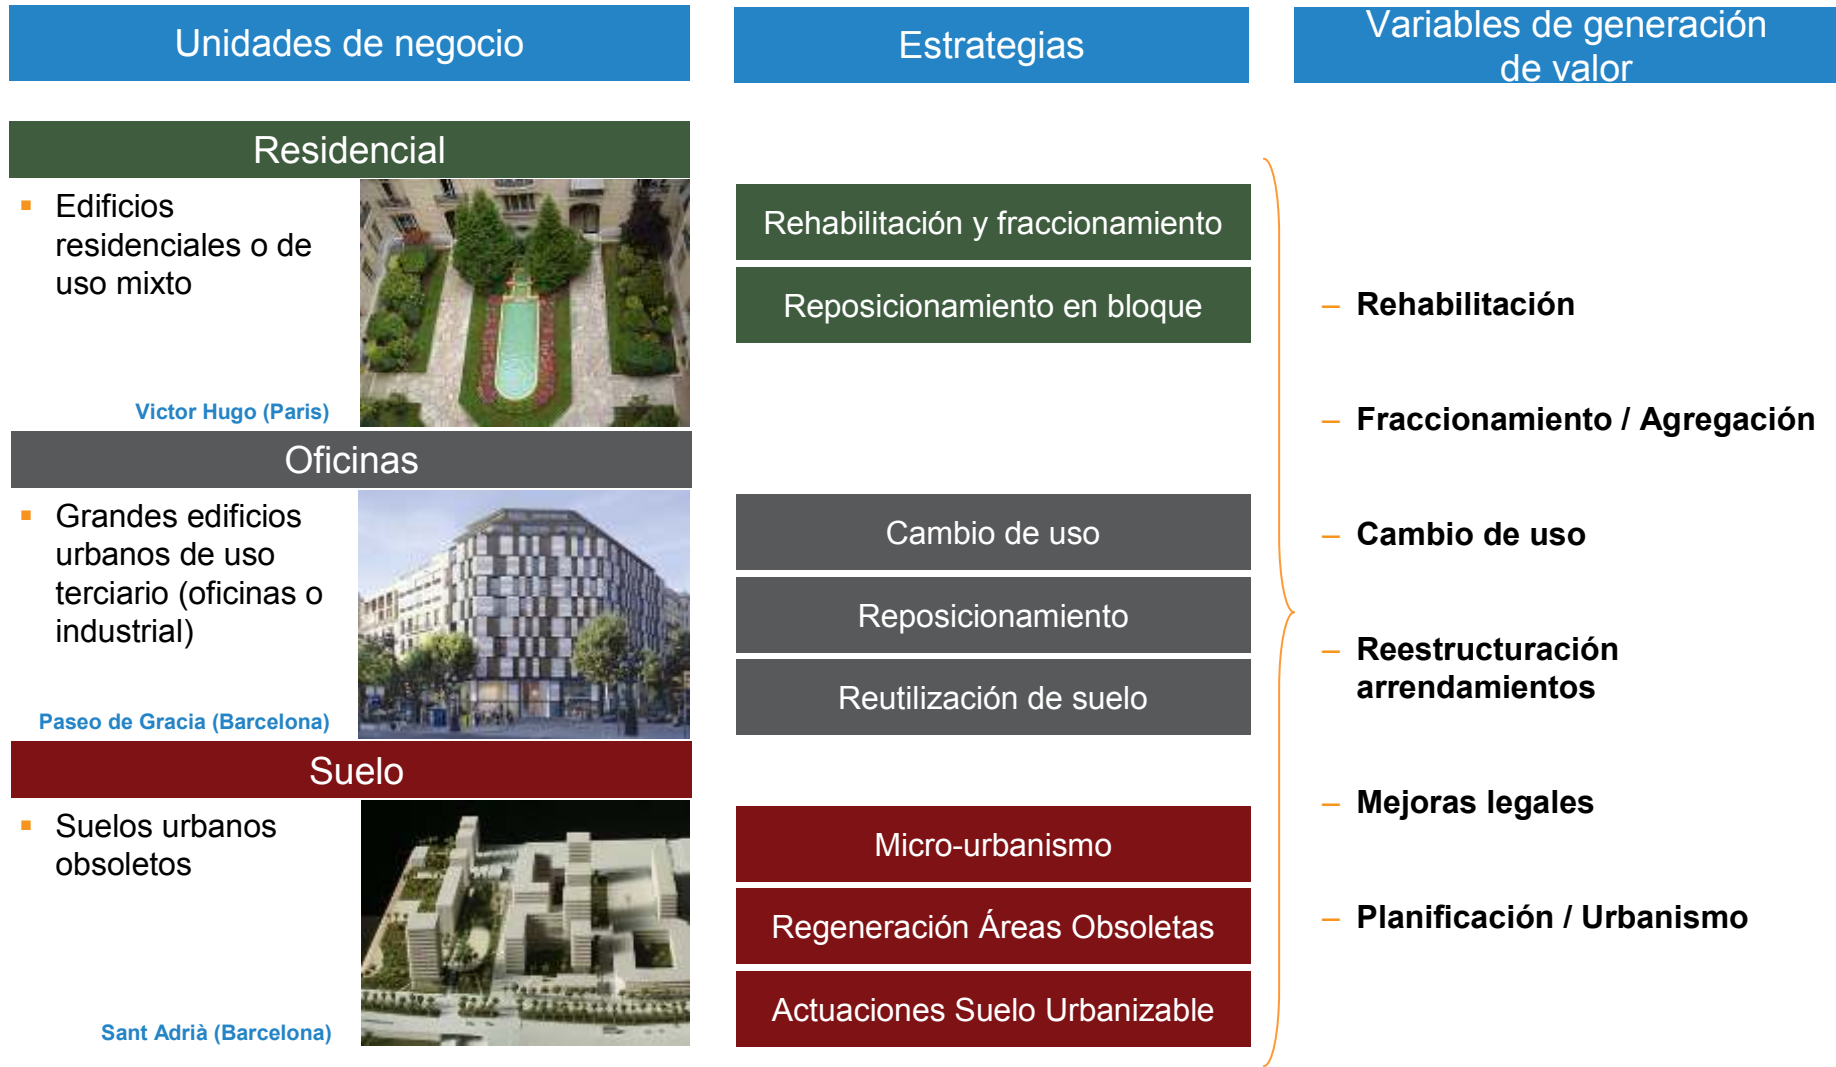 Unidades de negocio
Estrategias
Variables de generación
de valor
Residencial
Edificios
residenciales o de
uso mixto
Victor Hugo (Paris)
Rehabilitación y fraccionamiento
Reposicionamiento en bloque
Oficinas
Grandes edificios
urbanos de uso
terciario (oficinas o
industrial)
Paseo de Gracia (Barcelona)
Cambio de uso
Reposicionamiento
Reutilización de suelo
Suelo
Suelos urbanos
obsoletos
Sant Adrià (Barcelona)
Micro-urbanismo
Regeneración Áreas Obsoletas
Actuaciones Suelo Urbanizable
– Rehabilitación
– Fraccionamiento / Agregación
– Cambio de uso
– Reestructuración
arrendamientos
– Mejoras legales
– Planificación / Urbanismo